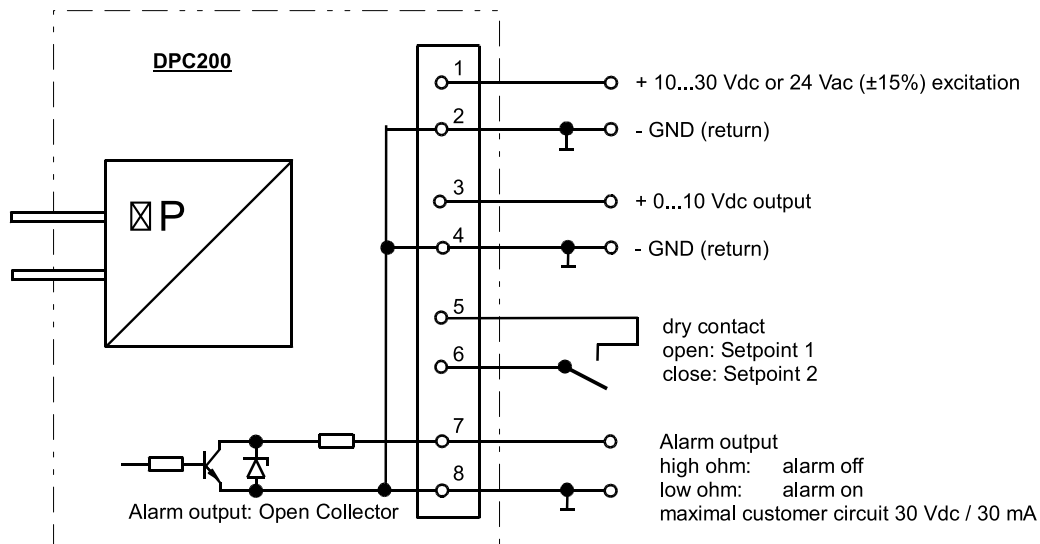 DPC200
P
1
+ 10...30 Vdc or 24 Vac (±15%) excitation
2
- GND (return)
3
+ 0...10 Vdc output
4
- GND (return)
5
6
dry contact
open: Setpoint 1
close: Setpoint 2
7
8
Alarm output
high ohm: alarm off
low ohm: alarm on
maximal customer circuit 30 Vdc / 30 mA
Alarm output: Open Collector